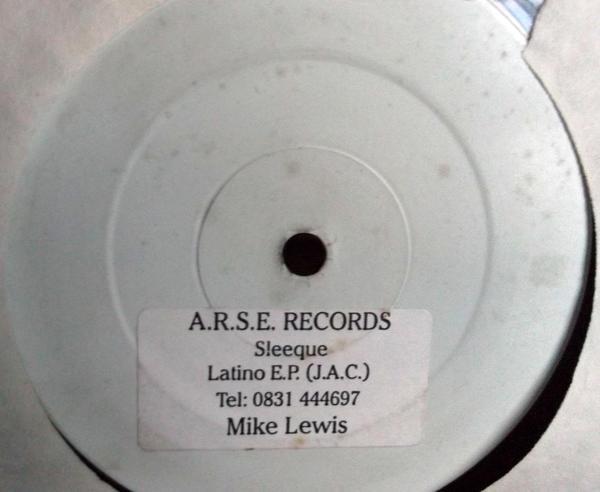 A.R.S.E. RECORDS
Sleeque
Latino E.P. (J.A.C.)
Tel: 0831 444697
Mike Lewis